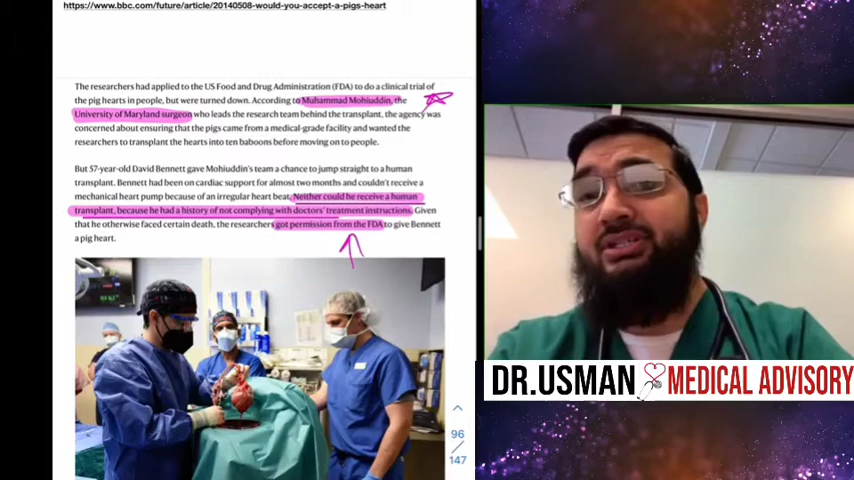 https://www.bbc.com/future/article/20140508-would-you-accept-a-pigs-heart
The researchers had applied to the US Food and Drug Administration (FDA) to do a clinical trial of
the pig hearts in people, but were turned down. According to Muhammad Mohiuddin, the
University of Maryland surgeon who leads the research team behind the transplant, the agency was
concerned about ensuring that the pigs came from a medical-grade facility and wanted the
researchers to transplant the hearts into ten baboons before moving on to people.
But 57-year-old David Bennett gave Mohiuddin's team a chance to jump straight to a human
transplant. Bennett had been on cardiac support for almost two months and couldn't receive a
mechanical heart pump because of an irregular heart beat. Neither could he receive a human
transplant, because he had a history of not complying with doctors' treatment instructions. Given
that he otherwise faced certain death, the researchers got permission from the FDA to give Bennett
a pig heart.
96
147
DR.USMAN MEDICAL ADVISORY